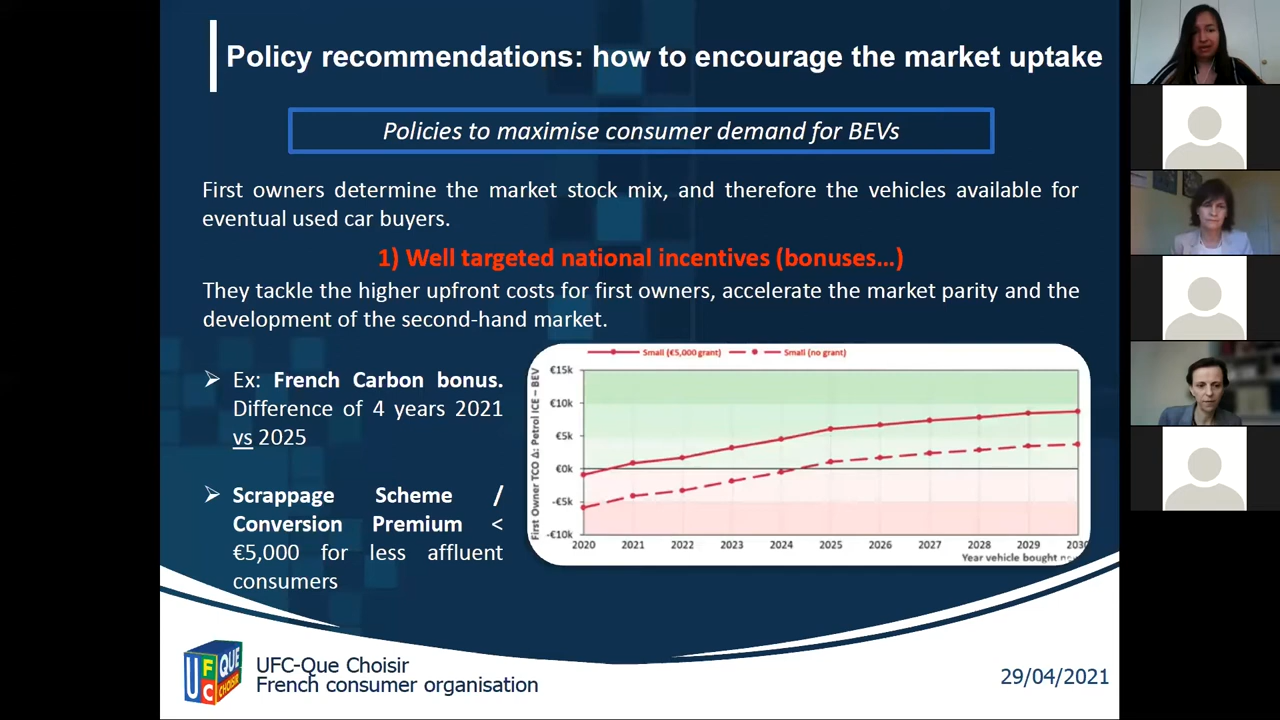 Policy recommendations: how to encourage the market uptake
Policies to maximise consumer demand for BEVs
First owners determine the market stock mix, and therefore the vehicles available for
eventual used car buyers.
1) Well targeted national incentives (bonuses…)
They tackle the higher upfront costs for first owners, accelerate the market parity and the
development of the second-hand market.
Ex: French Carbon bonus.
Difference of 4 years 2021
vs 2025
Scrappage Scheme /
Conversion Premium <
€5,000 for less affluent
consumers
Small (€5,000 grant) Small (no grant)
First Owner TCO Δ: Petrol ICE – BEV
€15k
€10k
€5k
€0k
-€5k
-€10k
2020 2021 2022 2023 2024 2025 2026 2027 2028 2029 2030
Year vehicle bought
UFC QUE CHOISIR
UFC-Que Choisir
French consumer organisation
29/04/2021